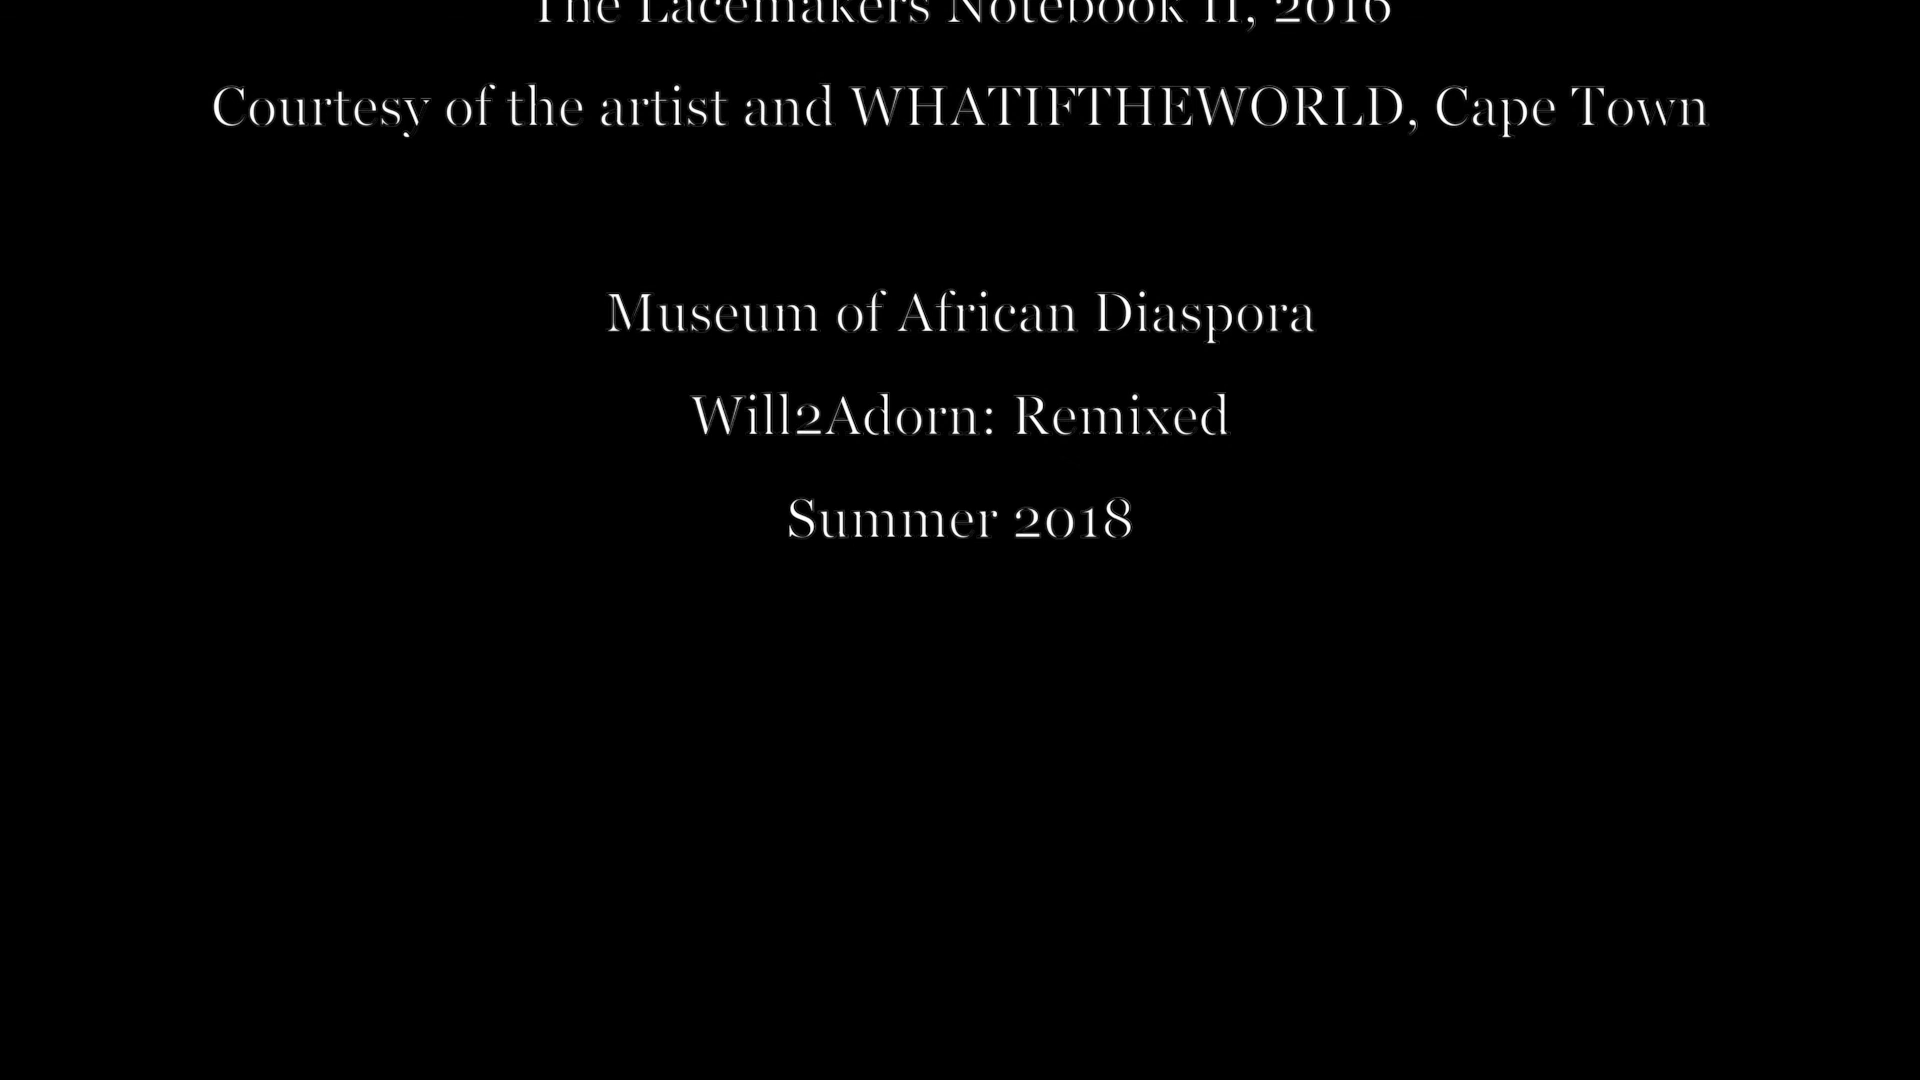 The Lacemakers Notebook II, 2016
Courtesy of the artist and WHATIFTHEWORLD, Cape Town
Museum of African Diaspora
Will2Adorn: Remixed
Summer 2018